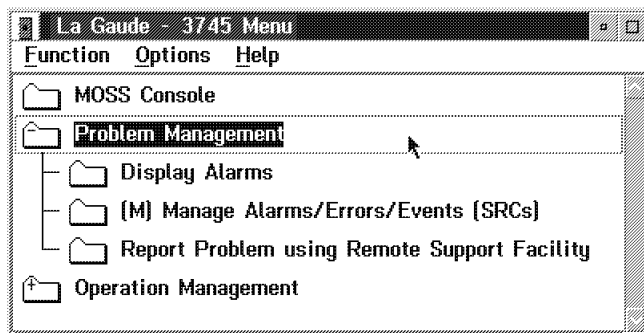 La Gaude - 3745 Menu
Function Options Help
MOSS Console
Problem Management
Display Alarms
(M) Manage Alarms/Errors/Events (SRCs)
Report Problem using Remote Support Facility
Operation Management